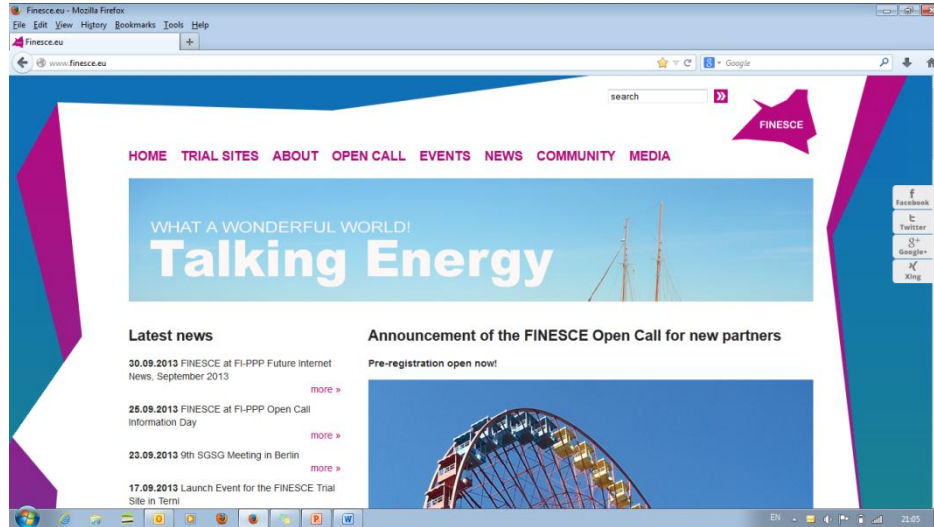 Finesce.eu - Mozilla Firefox
File Edit View History Bookmarks Tools Help
Finesce.eu
www.finesce.eu
Google
search
FINESCE
HOME TRIAL SITES ABOUT OPEN CALL EVENTS NEWS COMMUNITY MEDIA
WHAT A WONDERFUL WORLD!
Talking Energy
Facebook
Twitter
Google+
Xing
Latest news
30.09.2013 FINESCE at FI-PPP Future Internet
News, September 2013
more »
25.09.2013 FINESCE at FI-PPP Open Call
Information Day
more »
23.09.2013 9th SGSG Meeting in Berlin
more »
17.09.2013 Launch Event for the FINESCE Trial
Site in Terni
Announcement of the FINESCE Open Call for new partners
Pre-registration open now!
EN 21:05